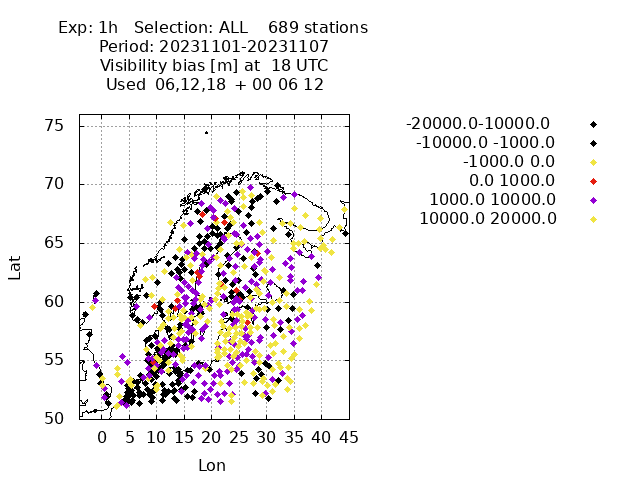 Exp: 1h   Selection: ALL    689 stations
Period: 20231101-20231107
Visibility bias [m] at  18 UTC
Used  06,12,18  + 00 06 12
-20000.0-10000.0
-10000.0 -1000.0
-1000.0 0.0
0.0 1000.0
1000.0 10000.0
10000.0 20000.0
75
70
65
60
55
50
Lat
0 5 10 15 20 25 30 35 40 45
Lon